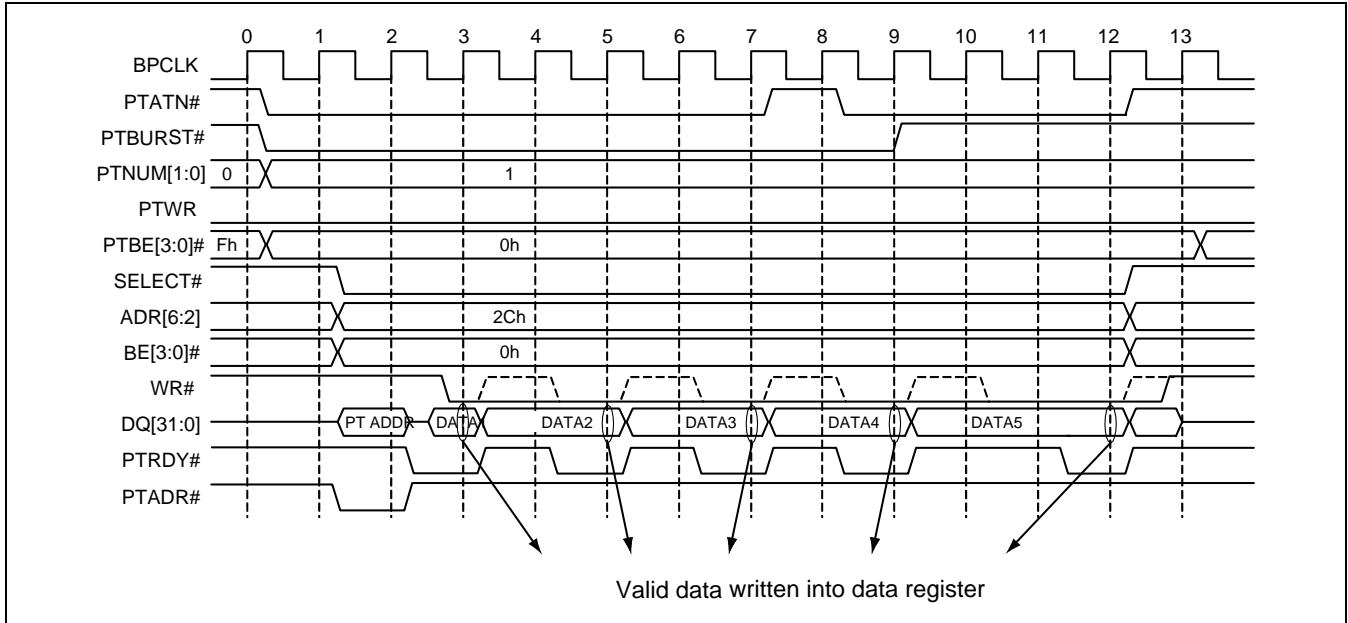 0 1 2 3 4 5 6 7 8 9 10 11 12 13
BPCLK
PTATN#
PTBURST#
PTNUM[1:0] 0 1
PTWR
PTBE[3:0]# Fh 0h
SELECT#
ADR[6:2] 2Ch
BE[3:0]# 0h
WR#
DQ[31:0] PT ADDR DATA DATA2 DATA3 DATA4 DATA5
PTRDY#
PTADR#
Valid data written into data register